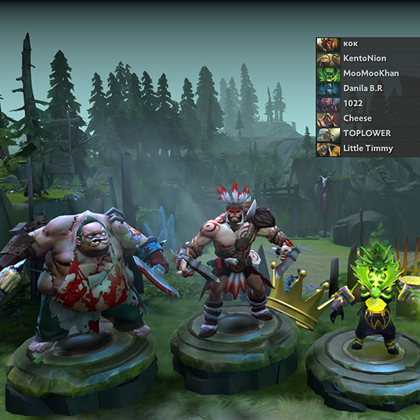 кок
KentoNion
MooMooKhan
Danila B.R
1022
Cheese
TOPLOWER
Little Timmy